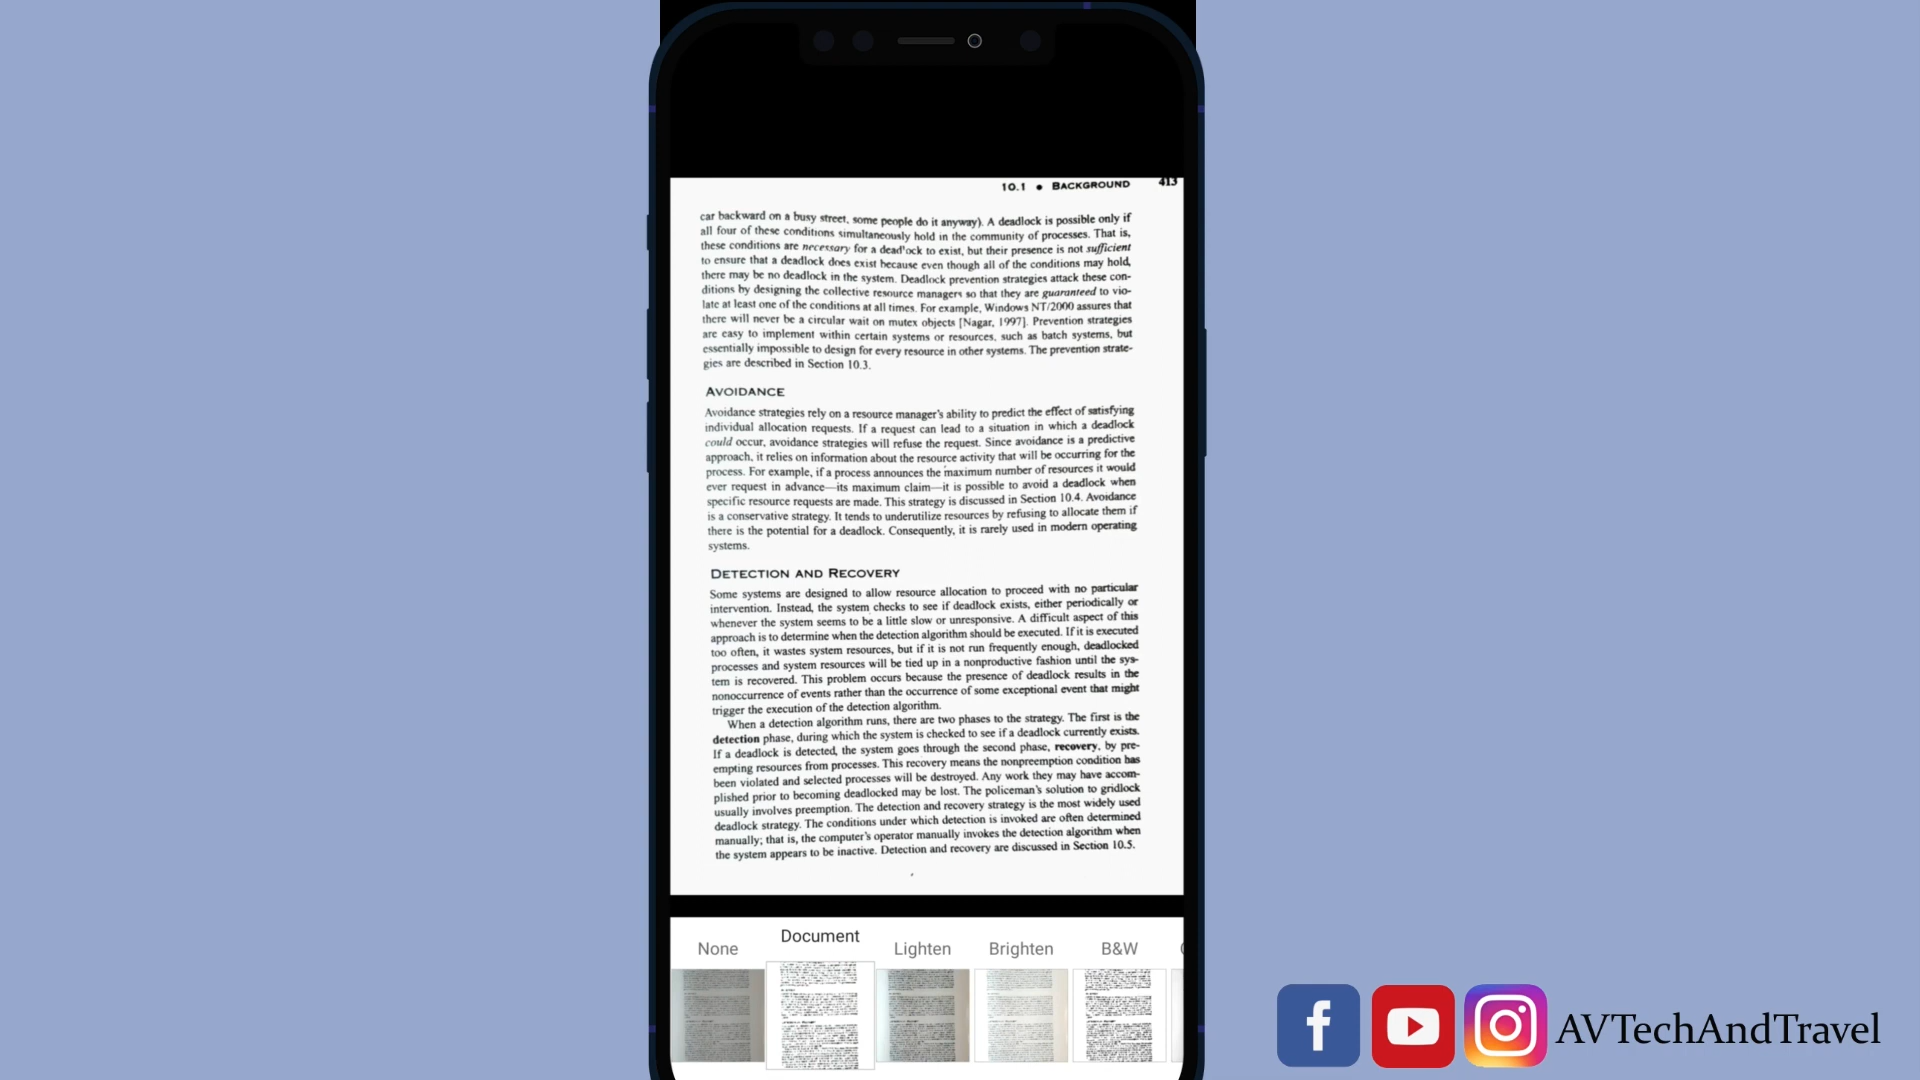 10.1 • BACKGROUND 413
car backward on a busy street, some people do it anyway). A deadlock is possible only if
all four of these conditions simultaneously hold in the community of processes. That is,
these conditions are necessary for a dead'ock to exist, but their presence is not sufficient
to ensure that a deadlock does exist because even though all of the conditions may hold,
there may be no deadlock in the system. Deadlock prevention strategies attack these con-
ditions by designing the collective resource managers so that they are guaranteed to vio-
late at least one of the conditions at all times. For example, Windows NT/2000 assures that
there will never be a circular wait on mutex objects [Nagar, 1997]. Prevention strategies
are easy to implement within certain systems or resources, such as batch systems, but
essentially impossible to design for every resource in other systems. The prevention strate-
gies are described in Section 10.3.
AVOIDANCE
Avoidance strategies rely on a resource manager's ability to predict the effect of satisfying
individual allocation requests. If a request can lead to a situation in which a deadlock
could occur, avoidance strategies will refuse the request. Since avoidance is a predictive
approach, it relies on information about the resource activity that will be occurring for the
process. For example, if a process announces the maximum number of resources it would
ever request in advance—its maximum claim—it is possible to avoid a deadlock when
specific resource requests are made. This strategy is discussed in Section 10.4. Avoidance
is a conservative strategy. It tends to underutilize resources by refusing to allocate them if
there is the potential for a deadlock. Consequently, it is rarely used in modern operating
systems.
DETECTION AND RECOVERY
Some systems are designed to allow resource allocation to proceed with no particular
intervention. Instead, the system checks to see if deadlock exists, either periodically or
whenever the system seems to be a little slow or unresponsive. A difficult aspect of this
approach is to determine when the detection algorithm should be executed. If it is executed
too often, it wastes system resources, but if it is not run frequently enough, deadlocked
processes and system resources will be tied up in a nonproductive fashion until the sys-
tem is recovered. This problem occurs because the presence of deadlock results in the
nonoccurrence of events rather than the occurrence of some exceptional event that might
trigger the execution of the detection algorithm.
When a detection algorithm runs, there are two phases to the strategy. The first is the
detection phase, during which the system is checked to see if a deadlock currently exists.
If a deadlock is detected, the system goes through the second phase, recovery, by pre-
empting resources from processes. This recovery means the nonpreemption condition has
been violated and selected processes will be destroyed. Any work they may have accom-
plished prior to becoming deadlocked may be lost. The policeman's solution to gridlock
usually involves preemption. The detection and recovery strategy is the most widely used
deadlock strategy. The conditions under which detection is invoked are often determined
manually; that is, the computer's operator manually invokes the detection algorithm when
the system appears to be inactive. Detection and recovery are discussed in Section 10.5.
None Document Lighten Brighten B&W
AVTechAndTravel